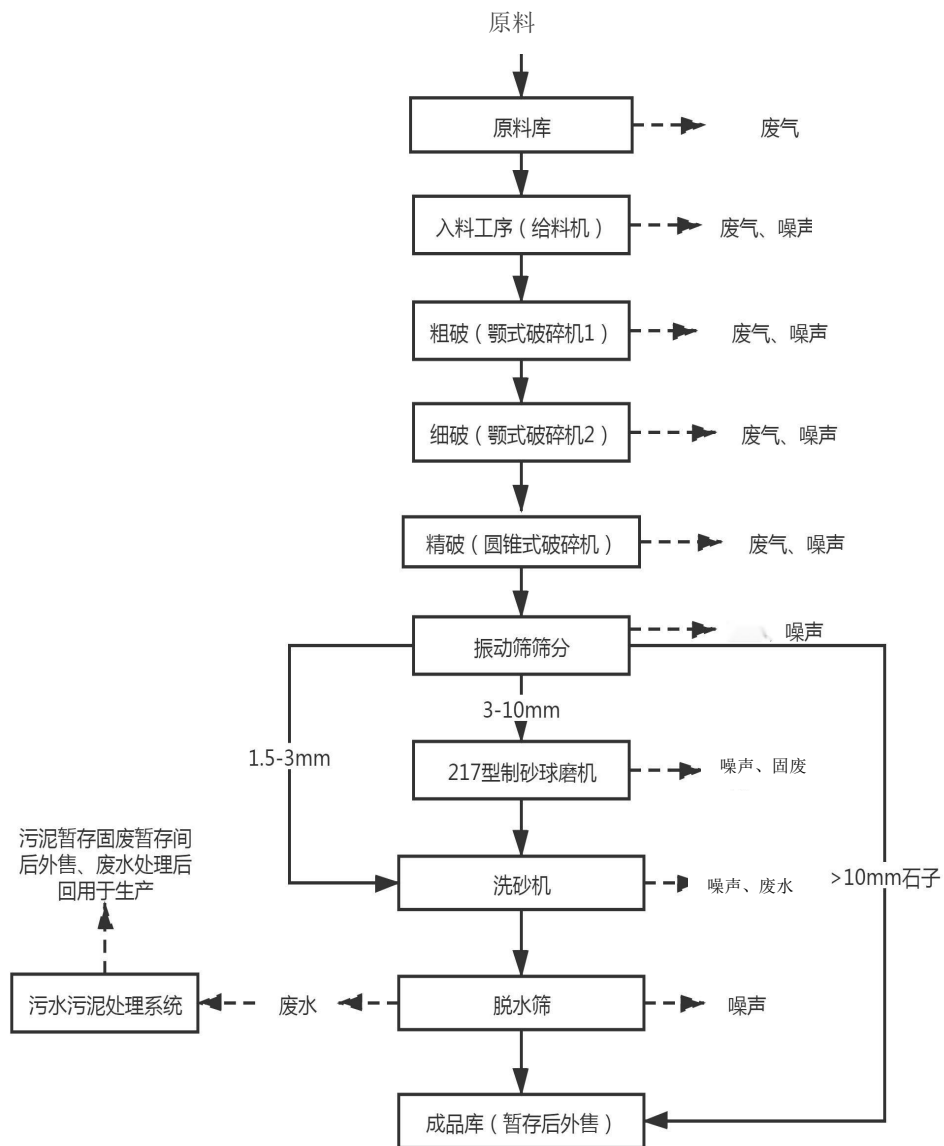 原料
原料库
废气
入料工序（给料机）
废气、噪声
粗破（颚式破碎机1）
废气、噪声
细破（颚式破碎机2）
废气、噪声
精破（圆锥式破碎机）
废气、噪声
噪声
振动筛筛分
3-10mm
1.5-3mm
217型制砂球磨机
噪声、固废
污泥暂存固废暂存间
后外售、废水处理后
回用于生产
洗砂机
噪声、废水
>10mm石子
污水污泥处理系统
废水
脱水筛
噪声
成品库（暂存后外售）